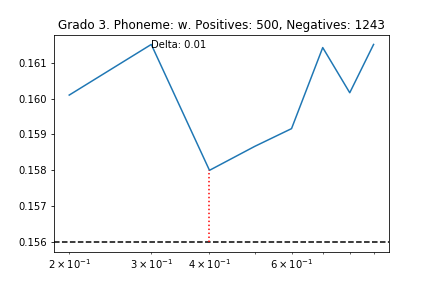 Grado 3. Phoneme: w. Positives: 500, Negatives: 1243
Delta: 0.01
0.161
0.160
0.159
0.158
0.157
0.156
2 × 10⁻¹ 3 × 10⁻¹ 4 × 10⁻¹ 6 × 10⁻¹